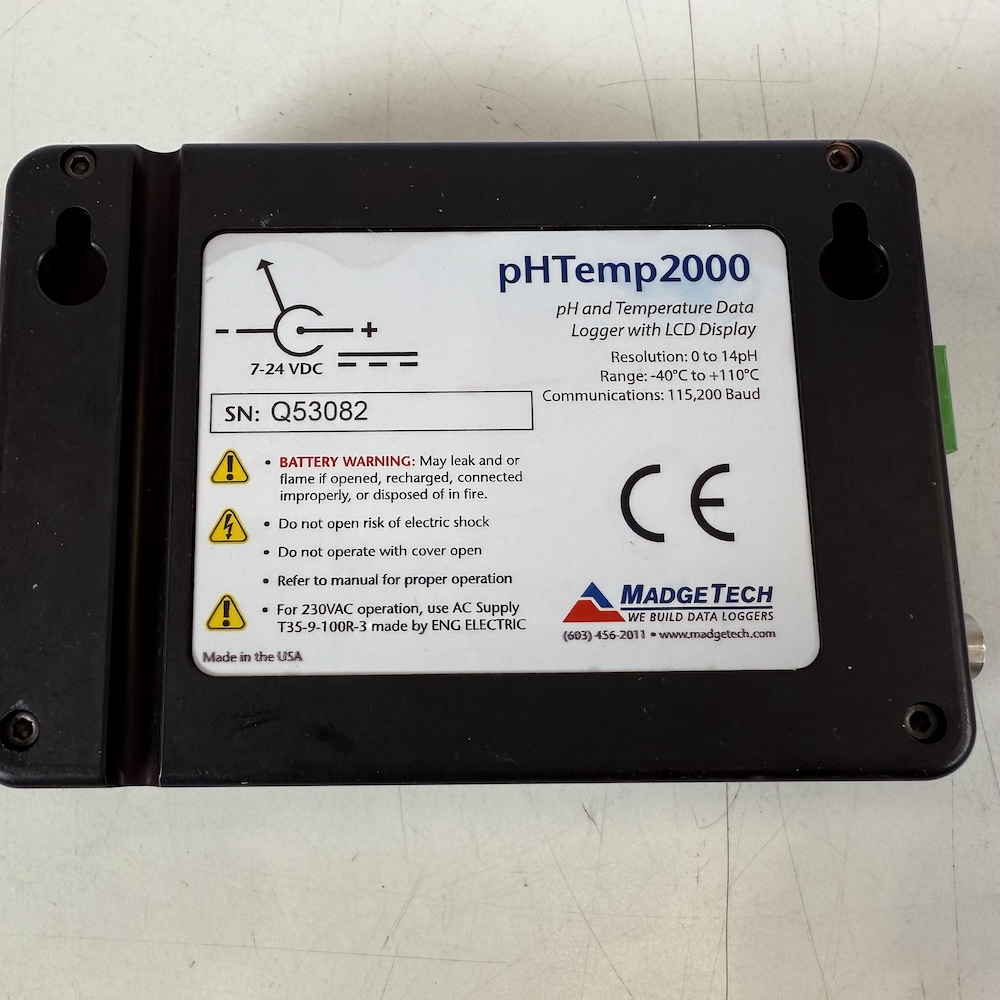 pHTemp2000
pH and Temperature Data
Logger with LCD Display
Resolution: 0 to 14pH
Range: -40°C to +110°C
Communications: 115,200 Baud
- +
7-24 VDC
SN: Q53082
• BATTERY WARNING: May leak and or
flame if opened, recharged, connected
improperly, or disposed of in fire.
• Do not open risk of electric shock
• Do not operate with cover open
• Refer to manual for proper operation
• For 230VAC operation, use AC Supply
T35-9-100R-3 made by ENG ELECTRIC
Made in the USA
CE
MADGETECH
WE BUILD DATA LOGGERS
(603) 456-2011 • www.madgetech.com